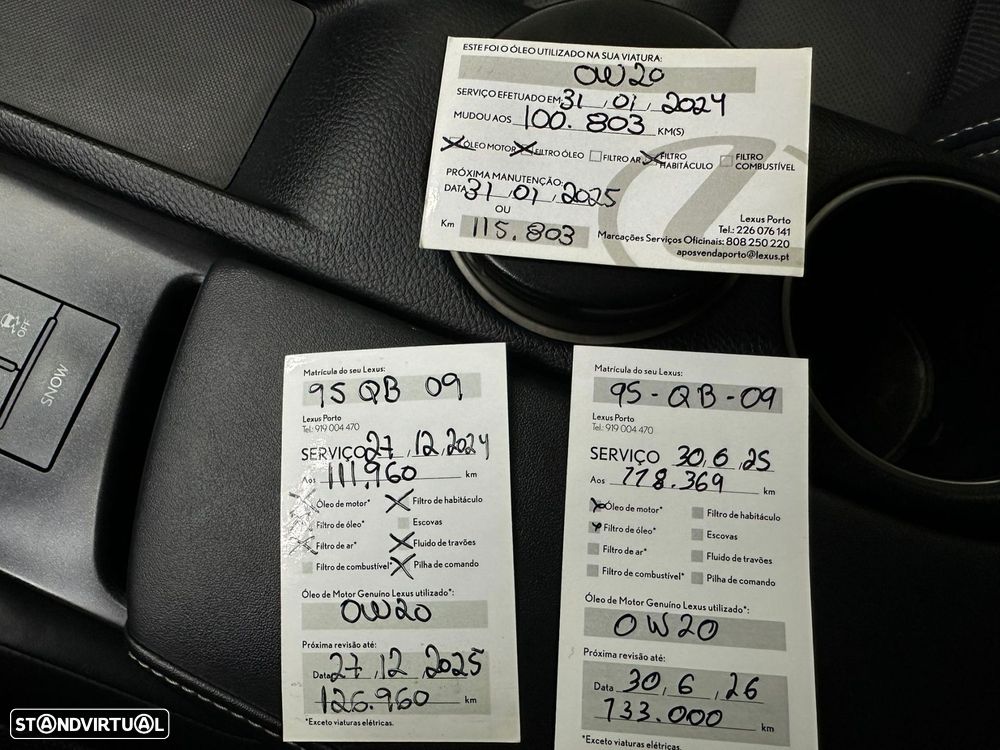 ESTE FOI O ÓLEO UTILIZADO NA SUA VIATURA:
0W20
SERVIÇO EFETUADO EM 31, 01, 2024
MUDOU AOS 100.803 KM(S)
ÓLEO MOTOR FILTRO ÓLEO FILTRO AR FILTRO HABITÁCULO FILTRO COMBUSTÍVEL
PRÓXIMA MANUTENÇÃO:
DATA 31, 01, 2025
OU
Km 115.803
Lexus Porto
Tel.: 226 076 141
Marcações Serviços Oficinais: 808 250 220
aposvendaporto@lexus.pt
OFF
SNOW
Matrícula do seu Lexus:
95 QB 09
Lexus Porto
Tel.: 919 004 470
SERVIÇO 27, 12, 2024
Aos 111,960 km
Óleo de motor* Filtro de habitáculo
Filtro de óleo* Escovas
Filtro de ar* Fluido de travões
Filtro de combustível* Pilha de comando
Óleo de Motor Genuíno Lexus utilizado*:
0W20
Próxima revisão até:
Data 27, 12, 2025
126.960 km
*Exceto viaturas elétricas.
Matrícula do seu Lexus:
95-QB-09
Lexus Porto
Tel.: 919 004 470
SERVIÇO 30, 6, 25
Aos 118.369 km
Óleo de motor* Filtro de habitáculo
Filtro de óleo* Escovas
Filtro de ar* Fluido de travões
Filtro de combustível* Pilha de comando
Óleo de Motor Genuíno Lexus utilizado*:
0W20
Próxima revisão até:
Data 30, 6, 26
133.000 km
*Exceto viaturas elétricas.
STANDVIRTUAL